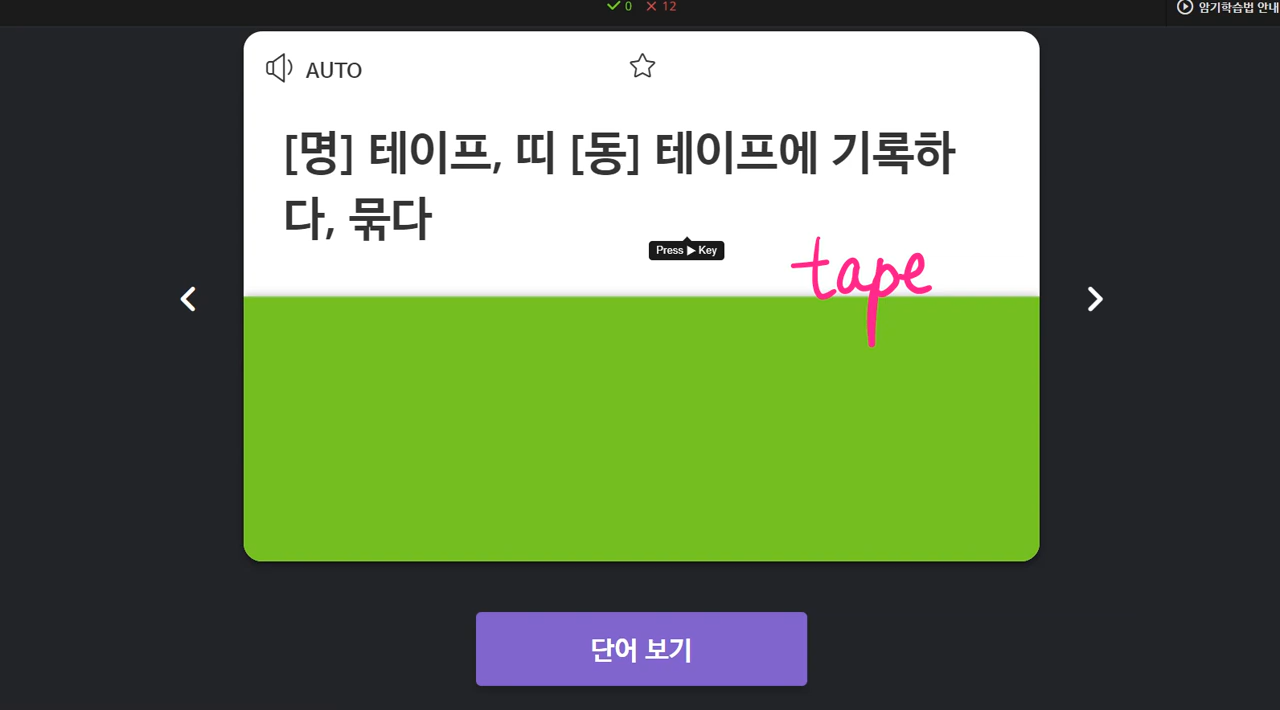 0 12
암기학습법 안내
AUTO
[명] 테이프, 띠 [동] 테이프에 기록하
다, 묶다
Press ▶ Key
tape
단어 보기